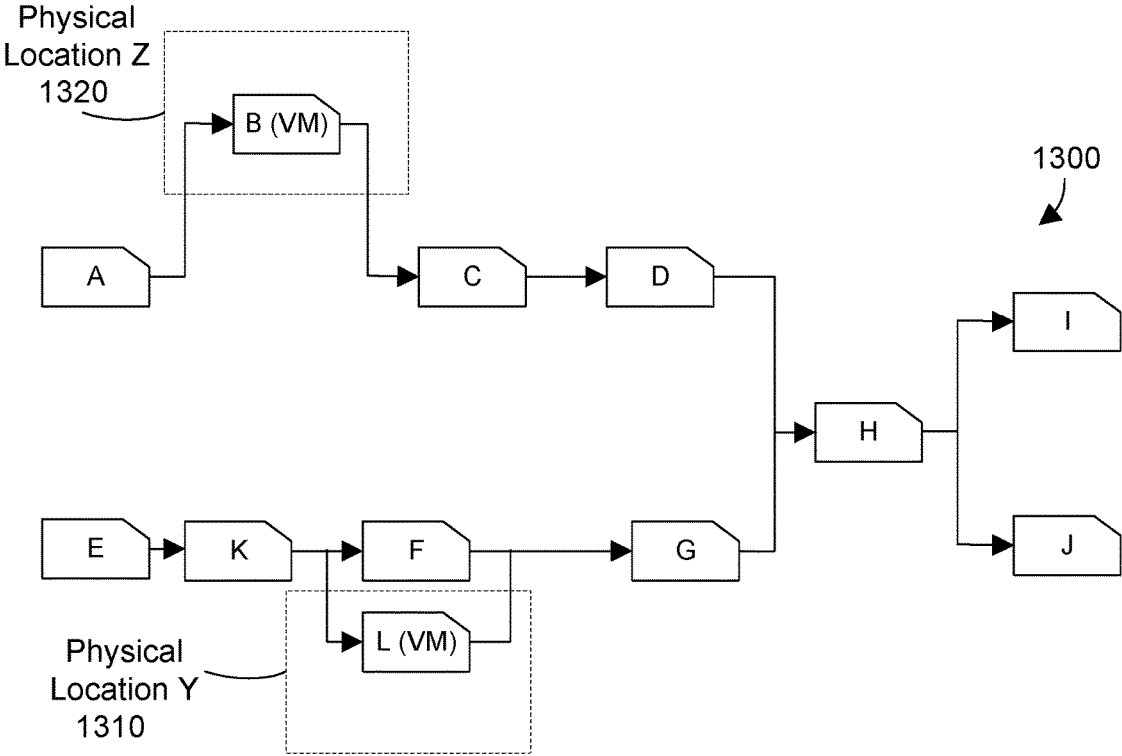 Physical
Location Z
1320
B (VM)
1300
A
C
D
I
H
E
K
F
G
J
L (VM)
Physical
Location Y
1310